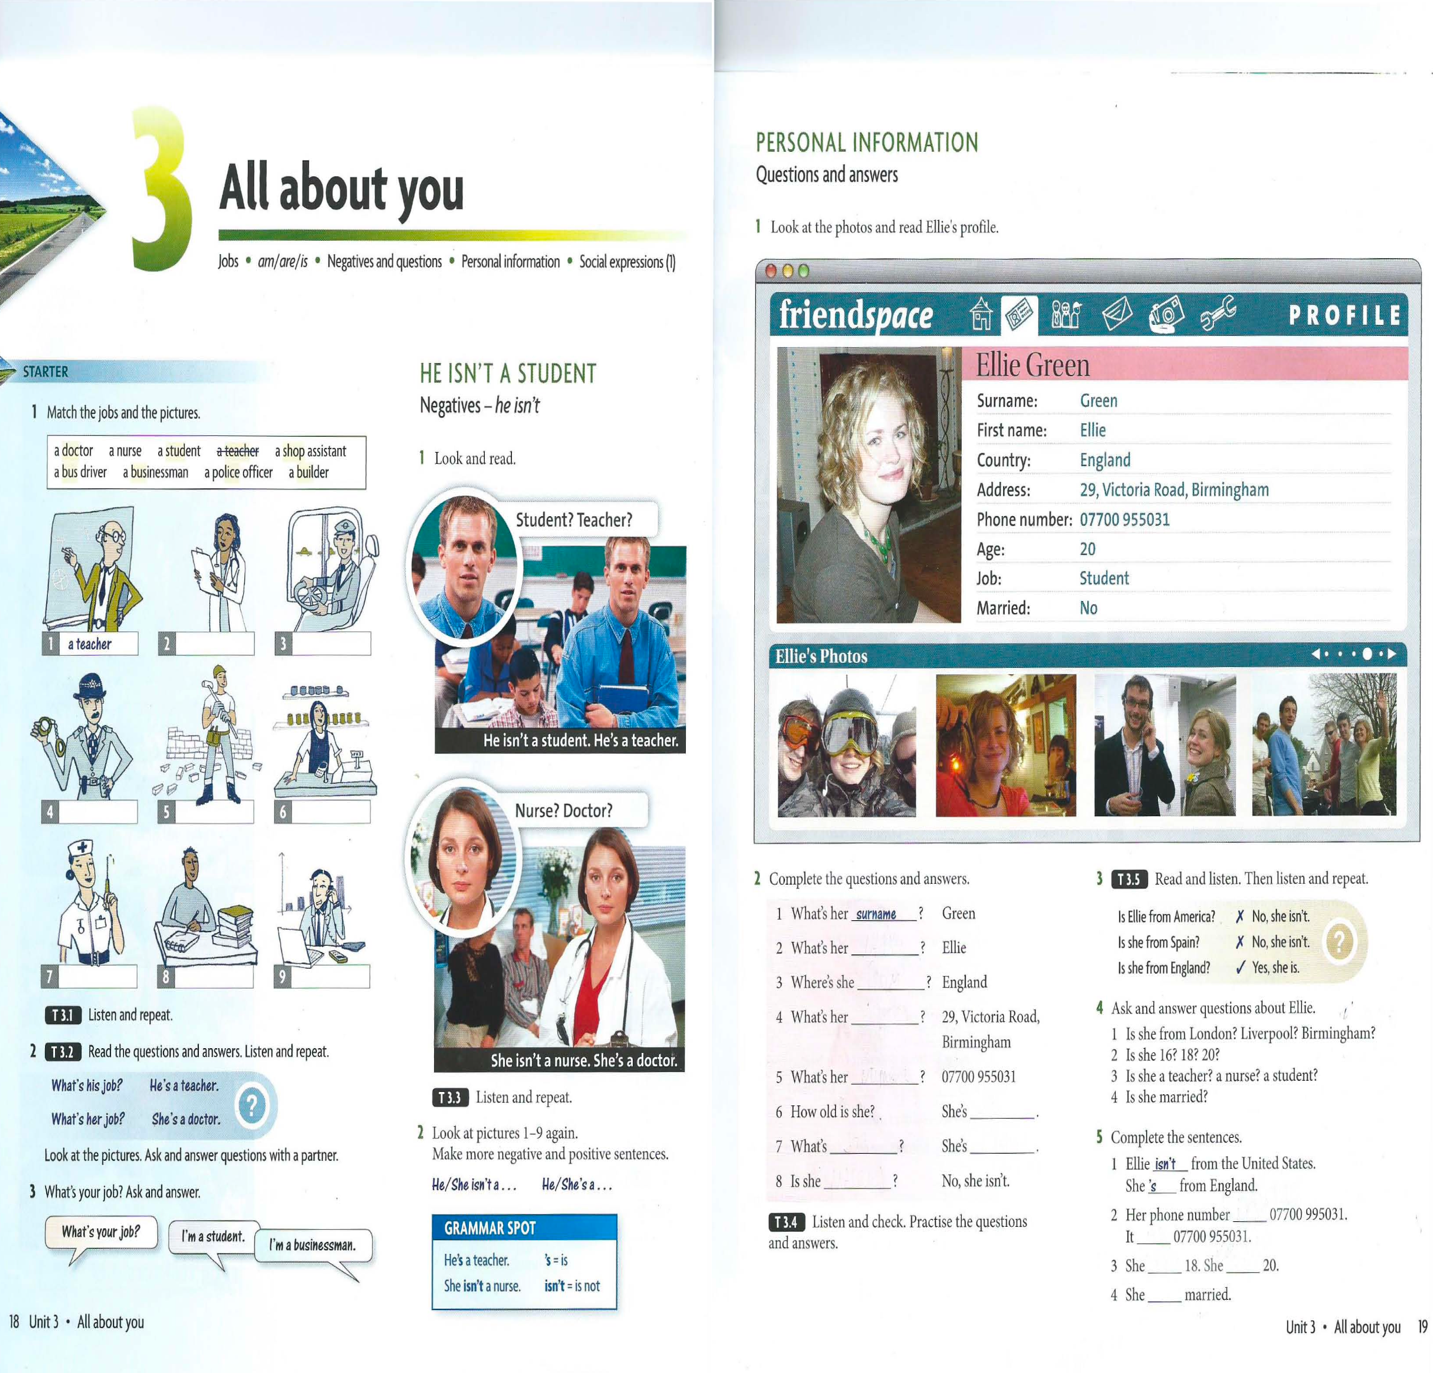 3
All about you
Jobs • am/are/is • Negatives and questions • Personal information • Social expressions (1)
STARTER
1 Match the jobs and the pictures.
a doctor a nurse a student a teacher a shop assistant
a bus driver a businessman a police officer a builder
1 a teacher
2
3
4
5
6
7
8
9
T 3.1 Listen and repeat.
2 T 3.2 Read the questions and answers. Listen and repeat.
What's his job? He's a teacher.
What's her job? She's a doctor.
?
Look at the pictures. Ask and answer questions with a partner.
3 What's your job? Ask and answer.
What's your job?
I'm a student.
I'm a businessman.
18 Unit 3 • All about you
HE ISN'T A STUDENT
Negatives – he isn't
1 Look and read.
Student? Teacher?
He isn't a student. He's a teacher.
Nurse? Doctor?
She isn't a nurse. She's a doctor.
T 3.3 Listen and repeat.
2 Look at pictures 1–9 again.
Make more negative and positive sentences.
He/She isn't a . . . He/She's a . . .
GRAMMAR SPOT
He's a teacher. 's = is
She isn't a nurse. isn't = is not
PERSONAL INFORMATION
Questions and answers
1 Look at the photos and read Ellie's profile.
friendspace PROFILE
Ellie Green
Surname: Green
First name: Ellie
Country: England
Address: 29, Victoria Road, Birmingham
Phone number: 07700 955031
Age: 20
Job: Student
Married: No
Ellie's Photos
2 Complete the questions and answers.
1 What's her surname ? Green
2 What's her ________ ? Ellie
3 Where's she ________ ? England
4 What's her ________ ? 29, Victoria Road,
Birmingham
5 What's her ________ ? 07700 955031
6 How old is she? She's ________ .
7 What's ________ ? She's ________ .
8 Is she ________ ? No, she isn't.
T 3.4 Listen and check. Practise the questions
and answers.
3 T 3.5 Read and listen. Then listen and repeat.
Is Ellie from America? ✗ No, she isn't.
Is she from Spain? ✗ No, she isn't.
Is she from England? ✓ Yes, she is.
?
4 Ask and answer questions about Ellie.
1 Is she from London? Liverpool? Birmingham?
2 Is she 16? 18? 20?
3 Is she a teacher? a nurse? a student?
4 Is she married?
5 Complete the sentences.
1 Ellie isn't from the United States.
She 's from England.
2 Her phone number ____ 07700 995031.
It ____ 07700 955031.
3 She ____ 18. She ____ 20.
4 She ____ married.
Unit 3 • All about you 19